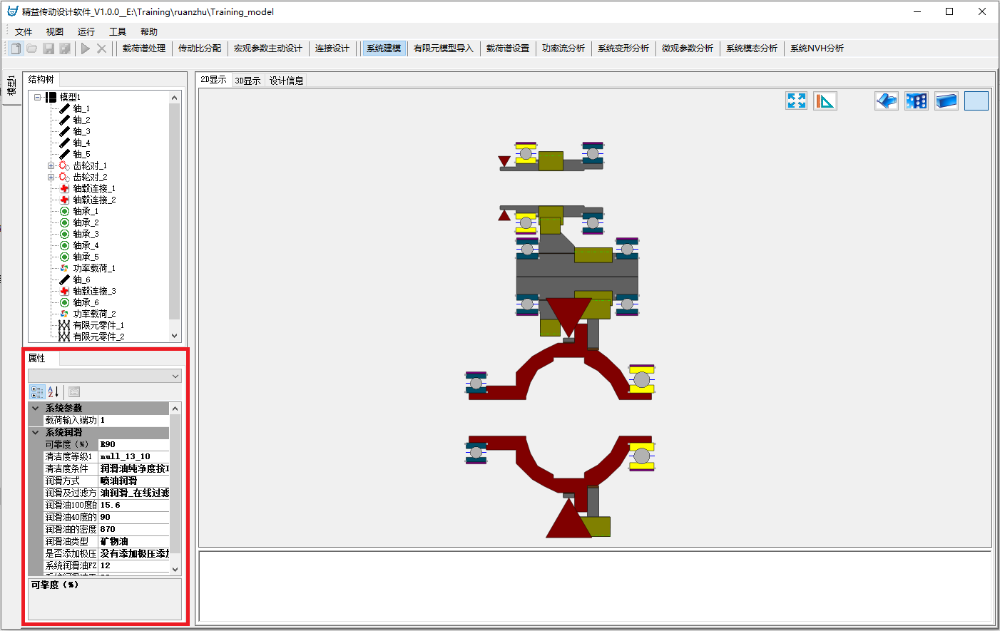 精益传动设计软件_V1.0.0__E:\Training\ruanzhu\Training_model
文件 视图 运行 工具 帮助
载荷谱处理 传动比分配 宏观参数主动设计 连接设计 系统建模 有限元模型导入 载荷谱设置 功率流分析 系统变形分析 微观参数分析 系统模态分析 系统NVH分析
模型1
结构树
模型1
轴_1
轴_2
轴_3
轴_4
轴_5
齿轮对_1
齿轮对_2
轴毂连接_1
轴毂连接_2
轴承_1
轴承_2
轴承_3
轴承_4
轴承_5
功率载荷_1
轴_6
轴毂连接_3
轴承_6
功率载荷_2
有限元零件_1
有限元零件_2
属性
系统参数
载荷输入端功 1
系统润滑
可靠度（%） R90
清洁度等级1 null_13_10
清洁度条件 润滑油纯净度按I
润滑方式 喷油润滑
润滑及过滤方 油润滑_在线过滤
润滑油100度的 15.6
润滑油40度的 90
润滑油的密度 870
润滑油类型 矿物油
是否添加极压 没有添加极压添加
系统润滑油FZ 12
可靠度（%）
2D显示 3D显示 设计信息